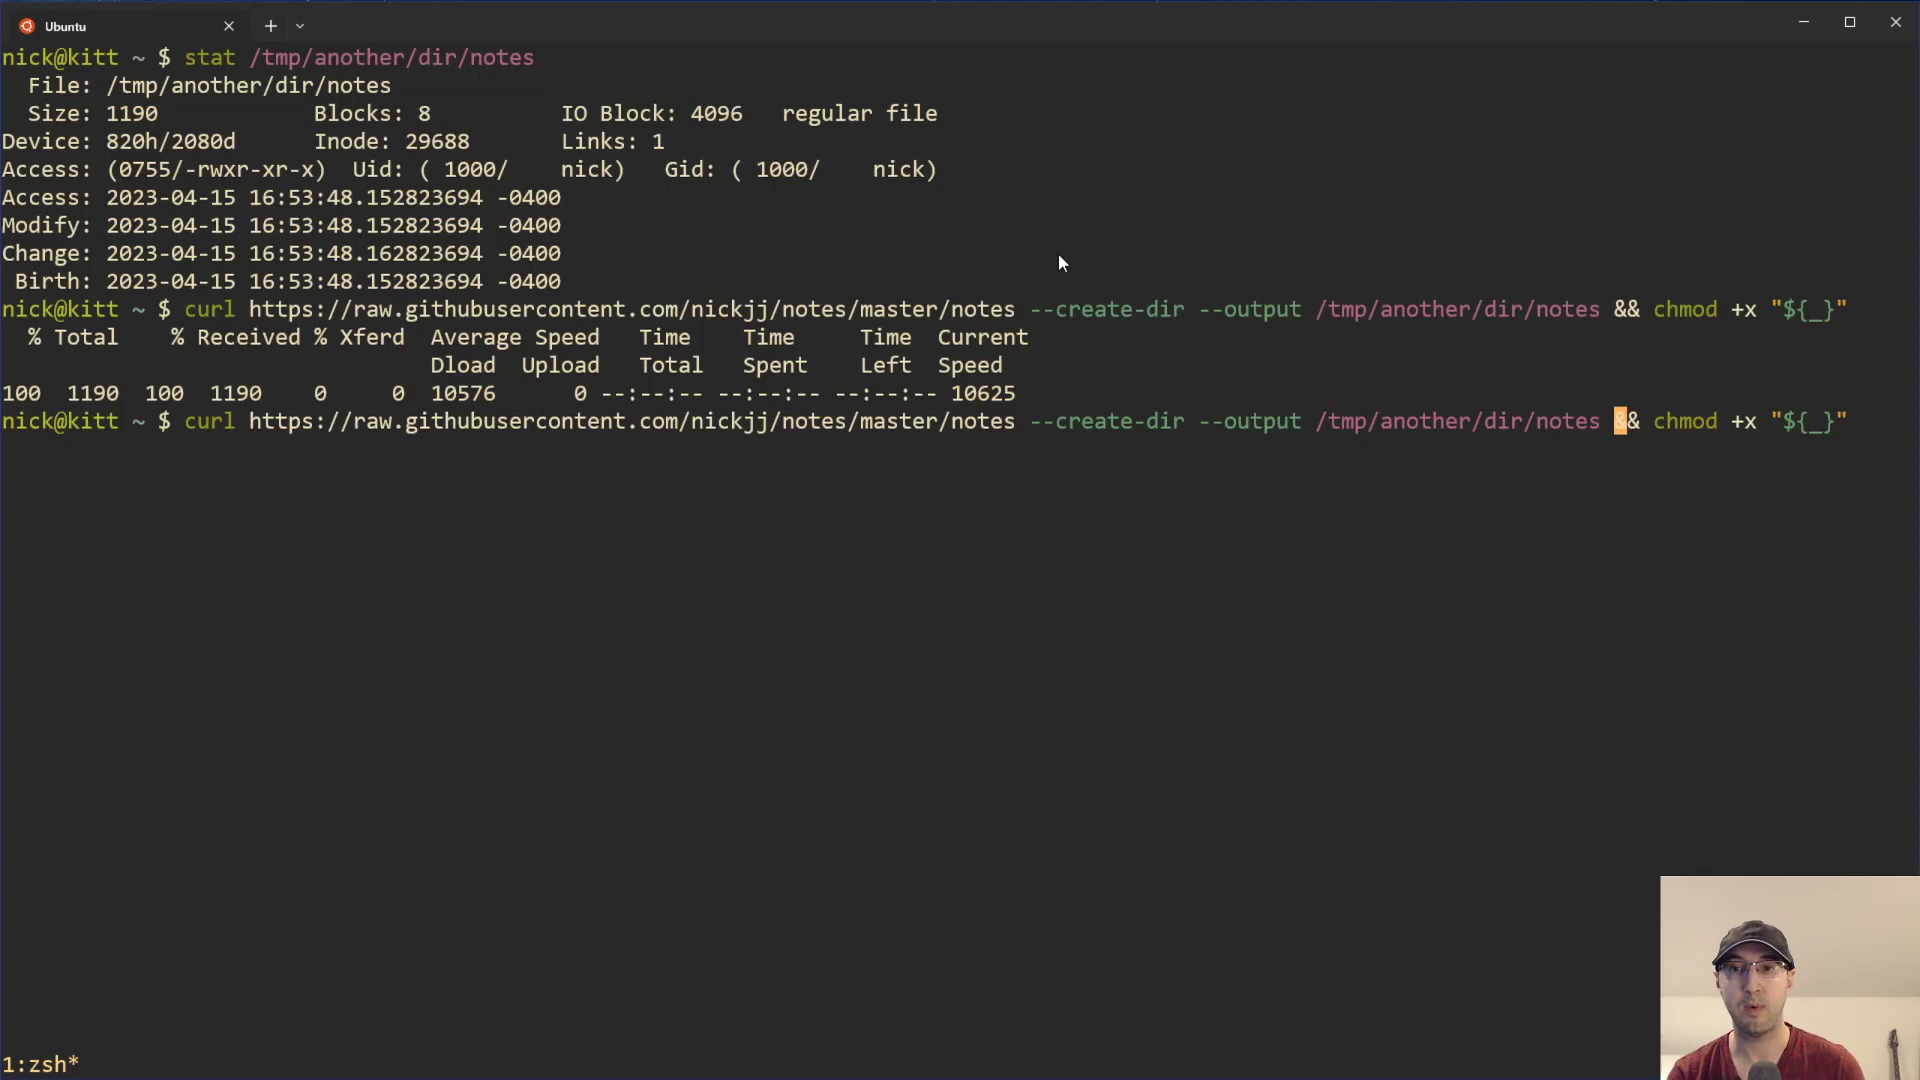 Ubuntu
nick@kitt ~ $ stat /tmp/another/dir/notes
File: /tmp/another/dir/notes
Size: 1190 Blocks: 8 IO Block: 4096 regular file
Device: 820h/2080d Inode: 29688 Links: 1
Access: (0755/-rwxr-xr-x) Uid: ( 1000/ nick) Gid: ( 1000/ nick)
Access: 2023-04-15 16:53:48.152823694 -0400
Modify: 2023-04-15 16:53:48.152823694 -0400
Change: 2023-04-15 16:53:48.162823694 -0400
Birth: 2023-04-15 16:53:48.152823694 -0400
nick@kitt ~ $ curl https://raw.githubusercontent.com/nickjj/notes/master/notes --create-dir --output /tmp/another/dir/notes && chmod +x "${_}"
% Total % Received % Xferd Average Speed Time Time Time Current
Dload Upload Total Spent Left Speed
100 1190 100 1190 0 0 10576 0 --:--:-- --:--:-- --:--:-- 10625
nick@kitt ~ $ curl https://raw.githubusercontent.com/nickjj/notes/master/notes --create-dir --output /tmp/another/dir/notes && chmod +x "${_}"
1:zsh*